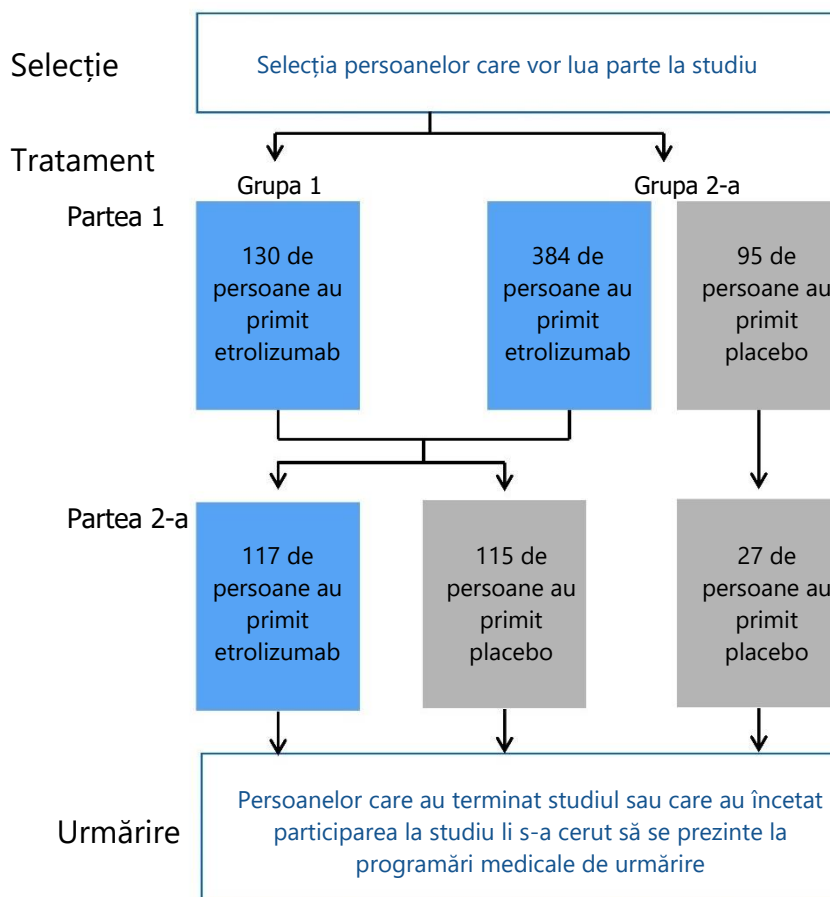 Selecție
Selecția persoanelor care vor lua parte la studiu
Tratament
Grupa 1
Grupa 2-a
Partea 1
130 de
persoane au
primit
etrolizumab
384 de
persoane au
primit
etrolizumab
95 de
persoane au
primit
placebo
Partea 2-a
117 de
persoane au
primit
etrolizumab
115 de
persoane au
primit
placebo
27 de
persoane au
primit
placebo
Urmărire
Persoanelor care au terminat studiul sau care au încetat
participarea la studiu li s-a cerut să se prezinte la
programări medicale de urmărire